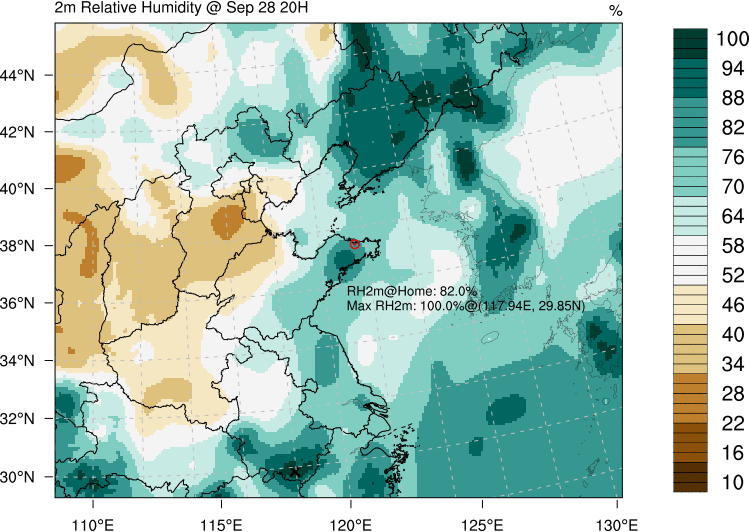 2m Relative Humidity @ Sep 28 20H
%
44°N
42°N
40°N
38°N
36°N
34°N
32°N
30°N
110°E
115°E
120°E
125°E
130°E
RH2m@Home: 82.0%
Max RH2m: 100.0%@(117.94E, 29.85N)
100
94
88
82
76
70
64
58
52
46
40
34
28
22
16
10